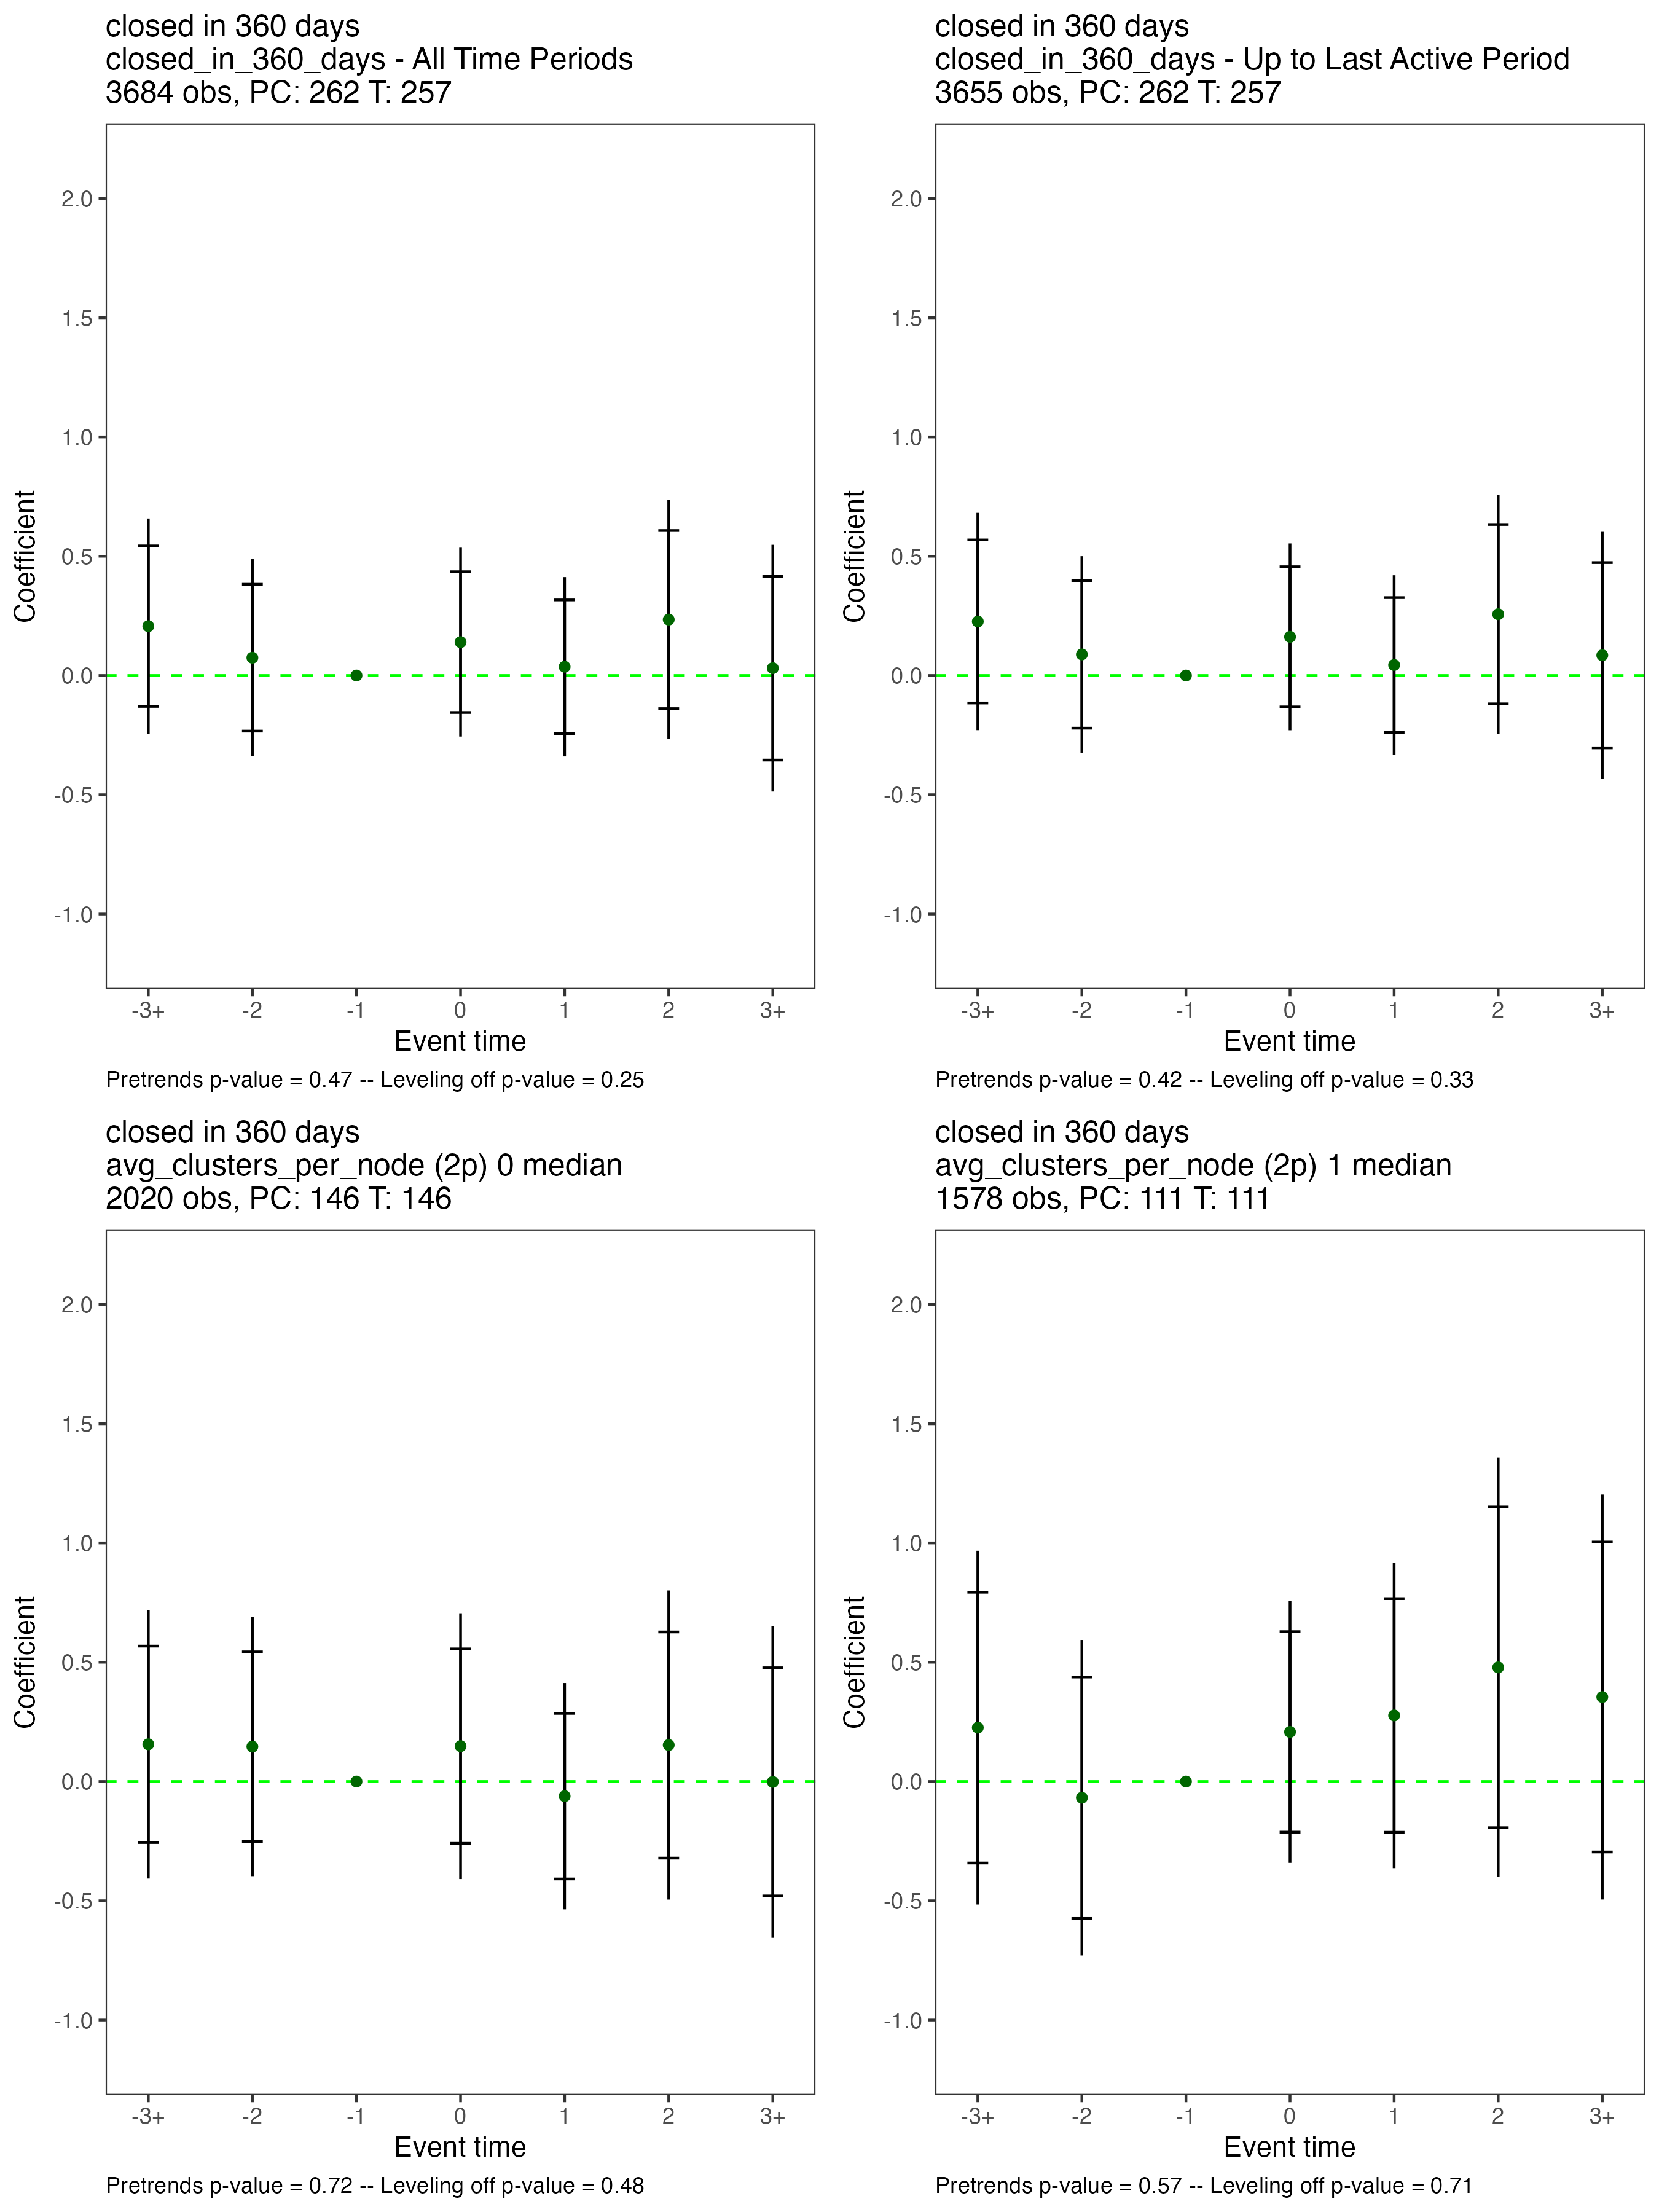 closed in 360 days
closed_in_360_days - All Time Periods
3684 obs, PC: 262 T: 257
Coefficient
2.0
1.5
1.0
0.5
0.0
-0.5
-1.0
-3+ -2 -1 0 1 2 3+
Event time
Pretrends p-value = 0.47 -- Leveling off p-value = 0.25
closed in 360 days
closed_in_360_days - Up to Last Active Period
3655 obs, PC: 262 T: 257
Coefficient
2.0
1.5
1.0
0.5
0.0
-0.5
-1.0
-3+ -2 -1 0 1 2 3+
Event time
Pretrends p-value = 0.42 -- Leveling off p-value = 0.33
closed in 360 days
avg_clusters_per_node (2p) 0 median
2020 obs, PC: 146 T: 146
Coefficient
2.0
1.5
1.0
0.5
0.0
-0.5
-1.0
-3+ -2 -1 0 1 2 3+
Event time
Pretrends p-value = 0.72 -- Leveling off p-value = 0.48
closed in 360 days
avg_clusters_per_node (2p) 1 median
1578 obs, PC: 111 T: 111
Coefficient
2.0
1.5
1.0
0.5
0.0
-0.5
-1.0
-3+ -2 -1 0 1 2 3+
Event time
Pretrends p-value = 0.57 -- Leveling off p-value = 0.71